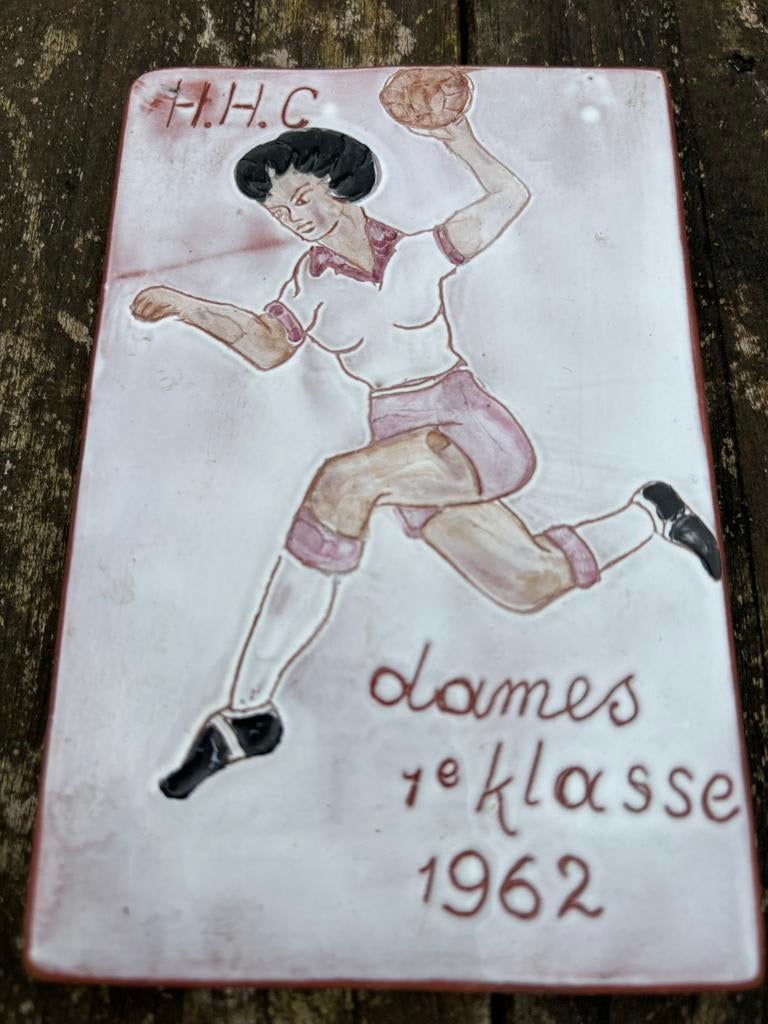 H.H.C
dames
1e klasse
1962